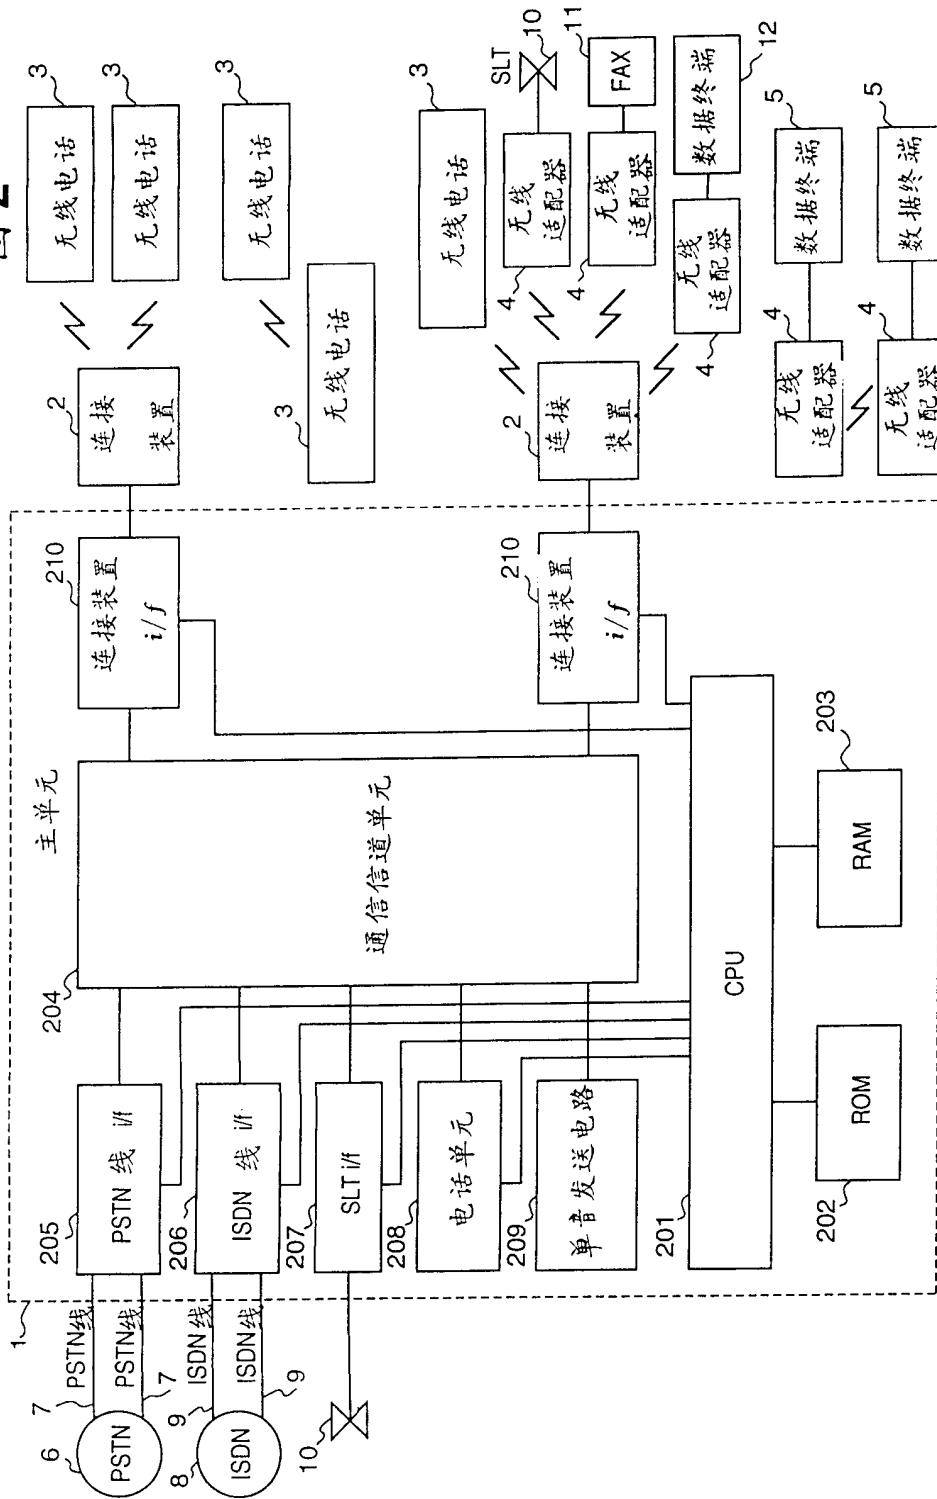 图 2
1
主单元
6
PSTN
7
PSTN线
PSTN线
7
205
PSTN 线 i/f
204
通信信道单元
210
连接装置
i/f
2
连接
装置
3
无线电话
3
无线电话
8
ISDN
9
ISDN线
ISDN线
9
206
ISDN 线 i/f
3
无线电话
3
无线电话
10
207
SLT i/f
208
电话单元
209
单音发送电路
210
连接装置
i/f
2
连接
装置
3
无线电话
4
无线
适配器
SLT
10
4
无线
适配器
11
FAX
4
无线
适配器
12
数据终端
201
CPU
202
ROM
203
RAM
4
无线
适配器
5
数据终端
4
无线
适配器
5
数据终端